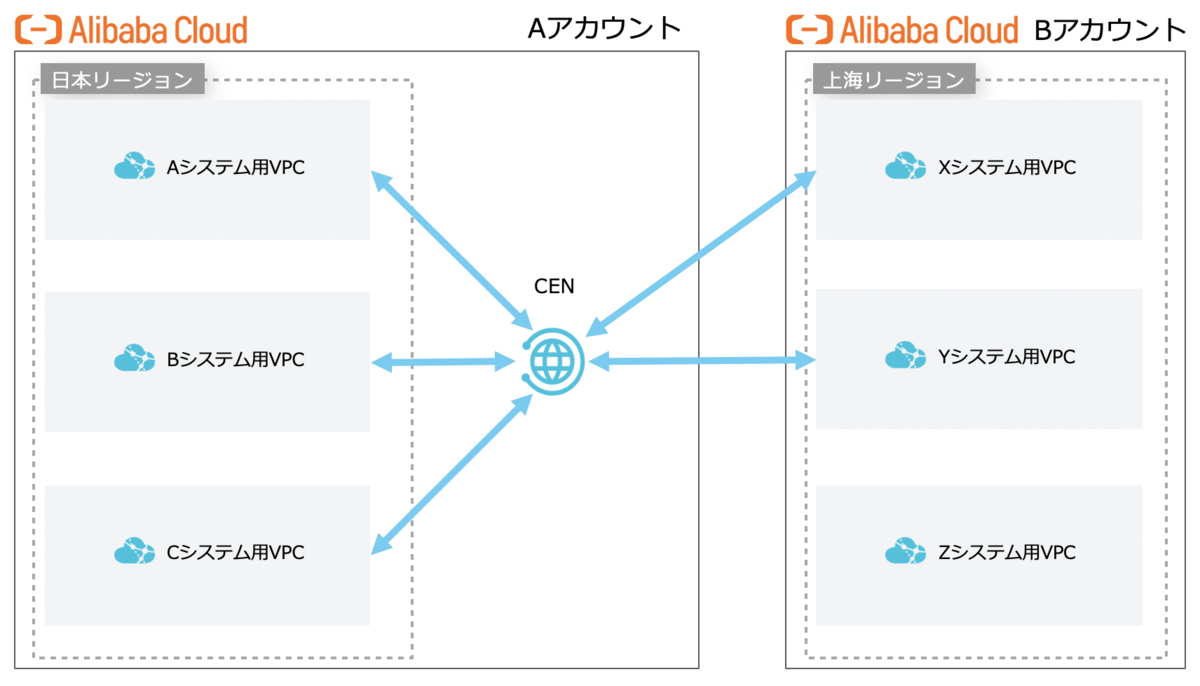 Alibaba Cloud
Aアカウント
日本リージョン
Aシステム用VPC
Bシステム用VPC
Cシステム用VPC
CEN
Alibaba Cloud
Bアカウント
上海リージョン
Xシステム用VPC
Yシステム用VPC
Zシステム用VPC